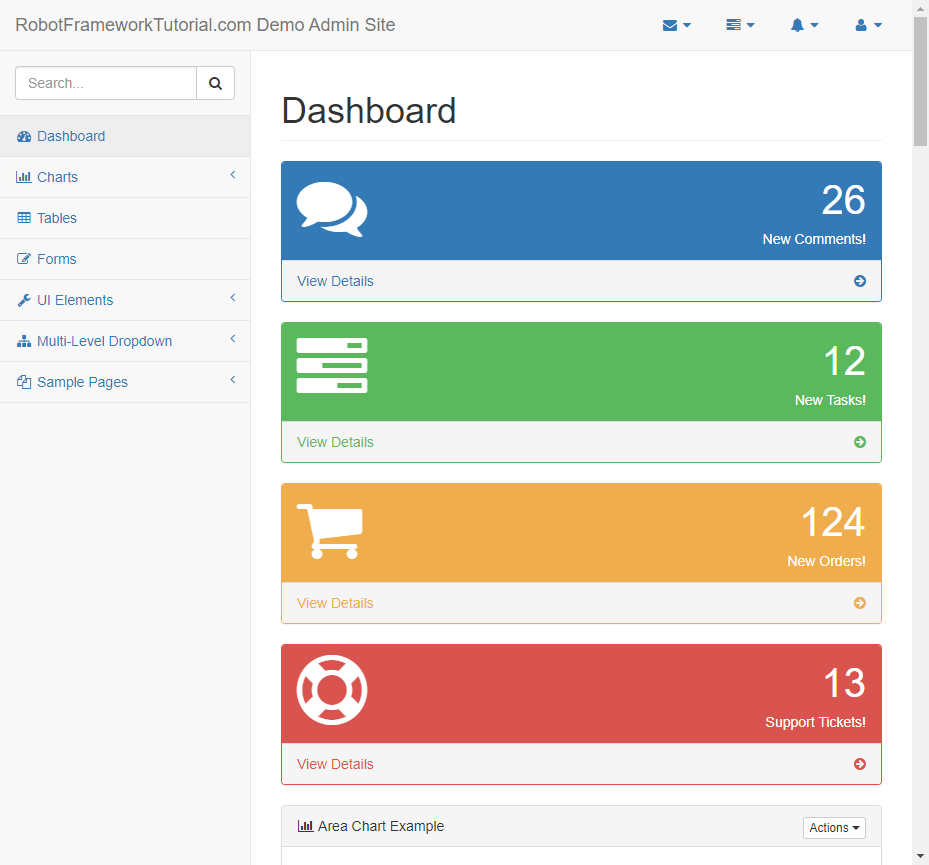 RobotFrameworkTutorial.com Demo Admin Site
Search...
Dashboard
Charts
Tables
Forms
UI Elements
Multi-Level Dropdown
Sample Pages
Dashboard
26
New Comments!
View Details
12
New Tasks!
View Details
124
New Orders!
View Details
13
Support Tickets!
View Details
Area Chart Example
Actions